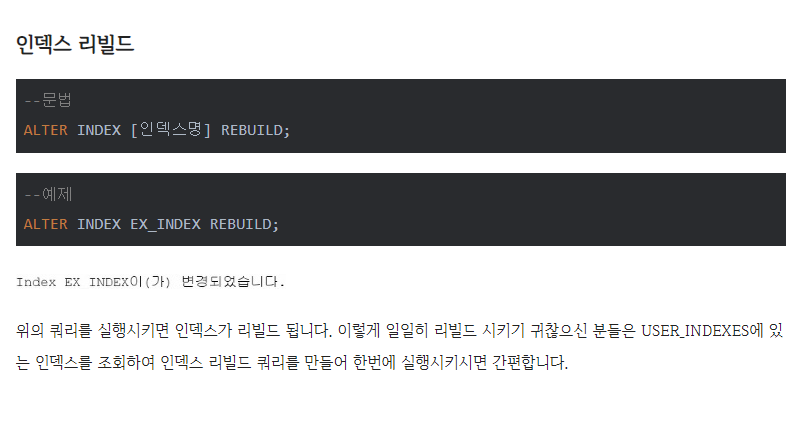 인덱스 리빌드
--문법
ALTER INDEX [인덱스명] REBUILD;
--예제
ALTER INDEX EX_INDEX REBUILD;
Index EX INDEX이(가) 변경되었습니다.
위의 쿼리를 실행시키면 인덱스가 리빌드 됩니다. 이렇게 일일히 리빌드 시키기 귀찮으신 분들은 USER_INDEXES에 있
는 인덱스를 조회하여 인덱스 리빌드 쿼리를 만들어 한번에 실행시키시면 간편합니다.